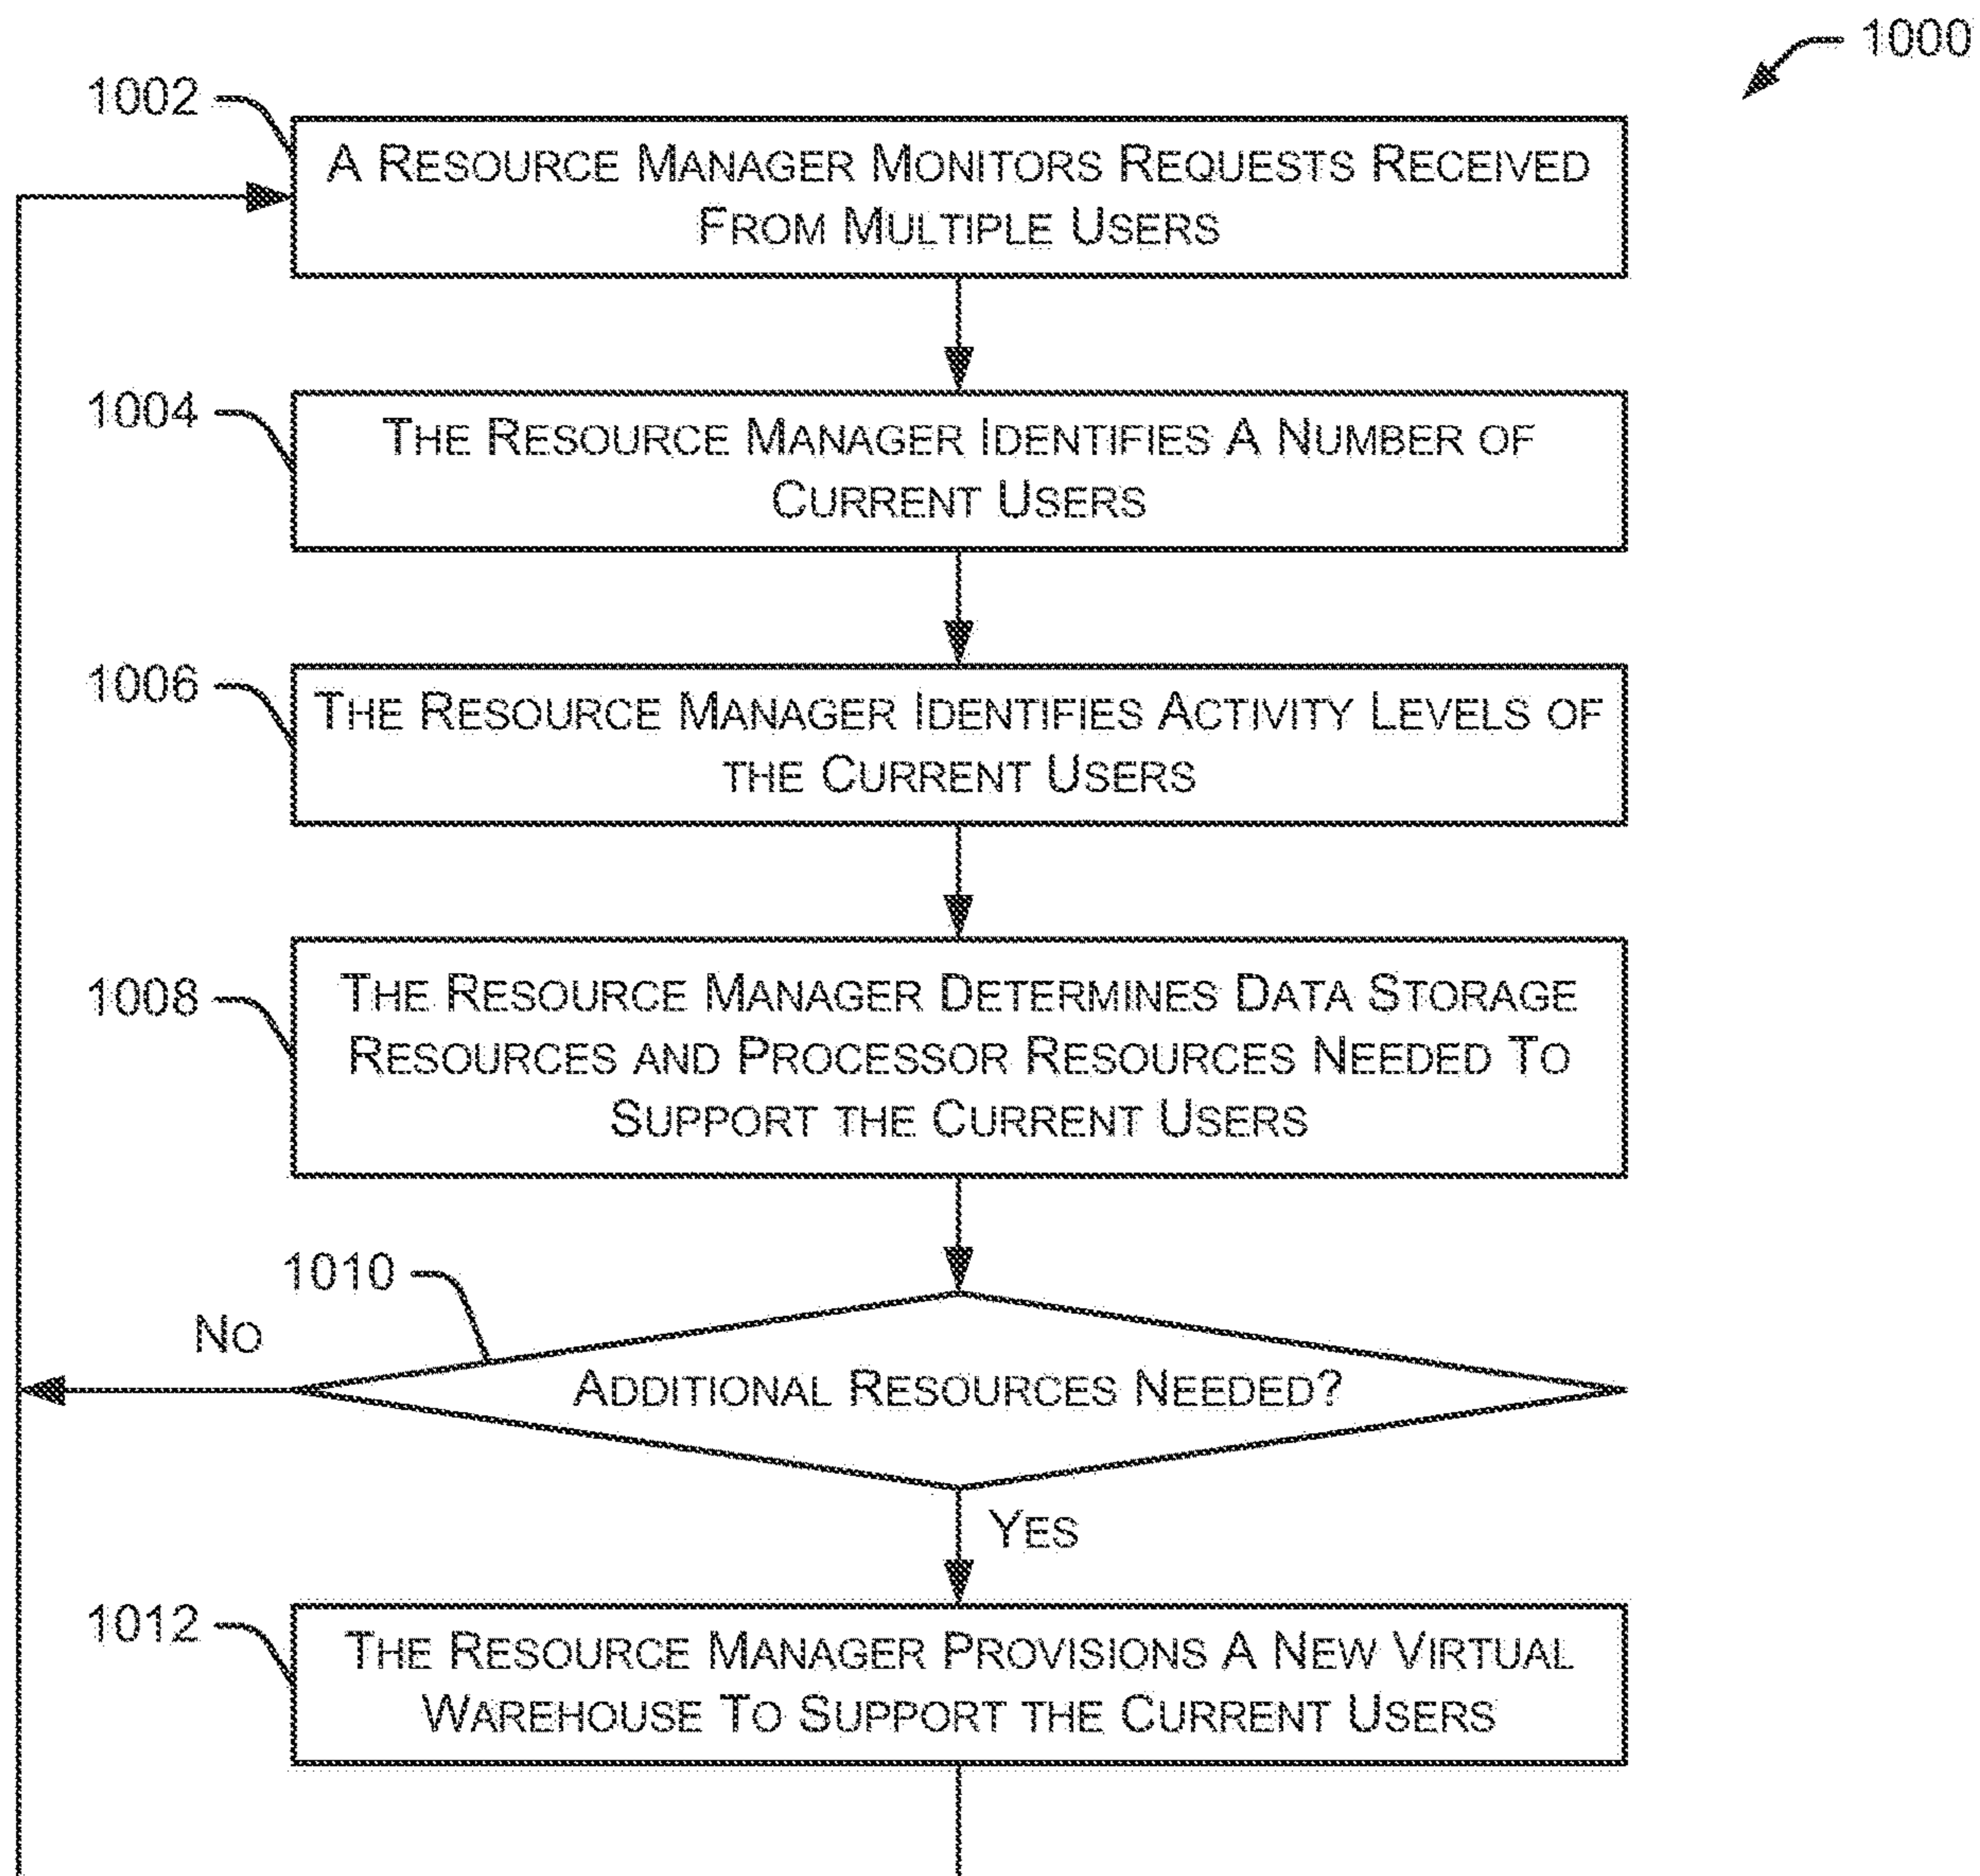 1000
1002
A RESOURCE MANAGER MONITORS REQUESTS RECEIVED
FROM MULTIPLE USERS
1004
THE RESOURCE MANAGER IDENTIFIES A NUMBER OF
CURRENT USERS
1006
THE RESOURCE MANAGER IDENTIFIES ACTIVITY LEVELS OF
THE CURRENT USERS
1008
THE RESOURCE MANAGER DETERMINES DATA STORAGE
RESOURCES AND PROCESSOR RESOURCES NEEDED TO
SUPPORT THE CURRENT USERS
1010
NO
ADDITIONAL RESOURCES NEEDED?
YES
1012
THE RESOURCE MANAGER PROVISIONS A NEW VIRTUAL
WAREHOUSE TO SUPPORT THE CURRENT USERS